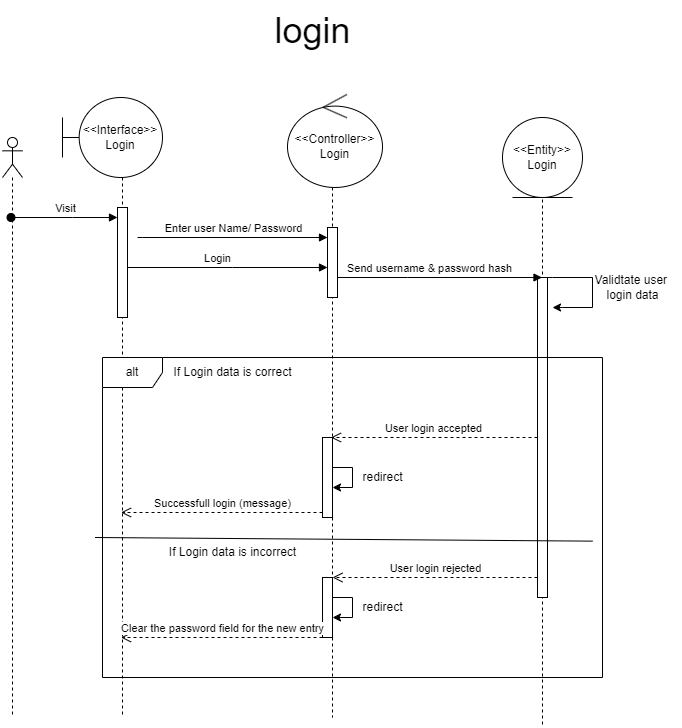 login
<<Interface>>
Login
<<Controller>>
Login
<<Entity>>
Login
Visit
Enter user Name/ Password
Login
Send username & password hash
Validtate user
login data
alt
If Login data is correct
User login accepted
redirect
Successfull login (message)
If Login data is incorrect
User login rejected
redirect
Clear the password field for the new entry